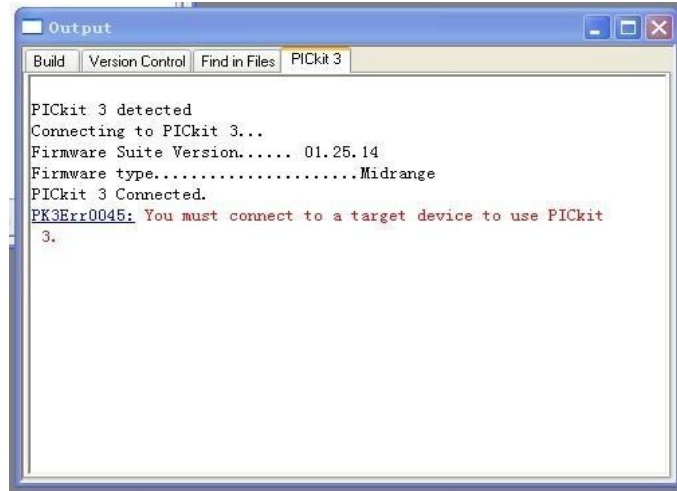 Output
Build Version Control Find in Files PICkit 3
PICkit 3 detected
Connecting to PICkit 3...
Firmware Suite Version...... 01.25.14
Firmware type......................Midrange
PICkit 3 Connected.
PK3Err0045: You must connect to a target device to use PICkit
3.